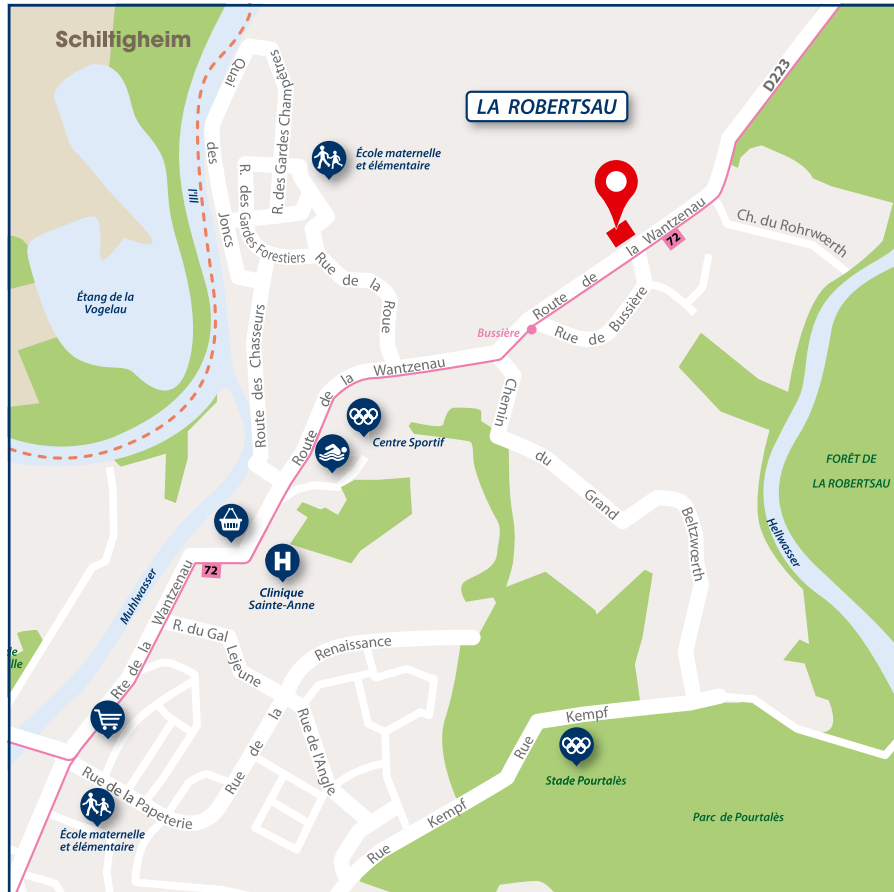 Schiltigheim
LA ROBERTSAU
D223
Quai
des
Joncs
R. des Gardes Champêtres
École maternelle
et élémentaire
l'Ill
R. des Gardes Forestiers
Rue de la Roue
Route de la Wantzenau
72
Ch. du Rohrwœrth
Étang de la
Vogelau
Bussière
Rue de Bussière
Route des Chasseurs
Route de la Wantzenau
Centre Sportif
Chemin du Grand Beltzwœrth
FORÊT DE
LA ROBERTSAU
Hellwasser
H
Clinique
Sainte-Anne
72
Muhlwasser
Rte de la Wantzenau
R. du Gal Lejeune
Rue de la Renaissance
Rue de l'Angle
de
lle
Rue Kempf
Stade Pourtalès
Rue de la Papeterie
Rue Kempf
Parc de Pourtalès
École maternelle
et élémentaire